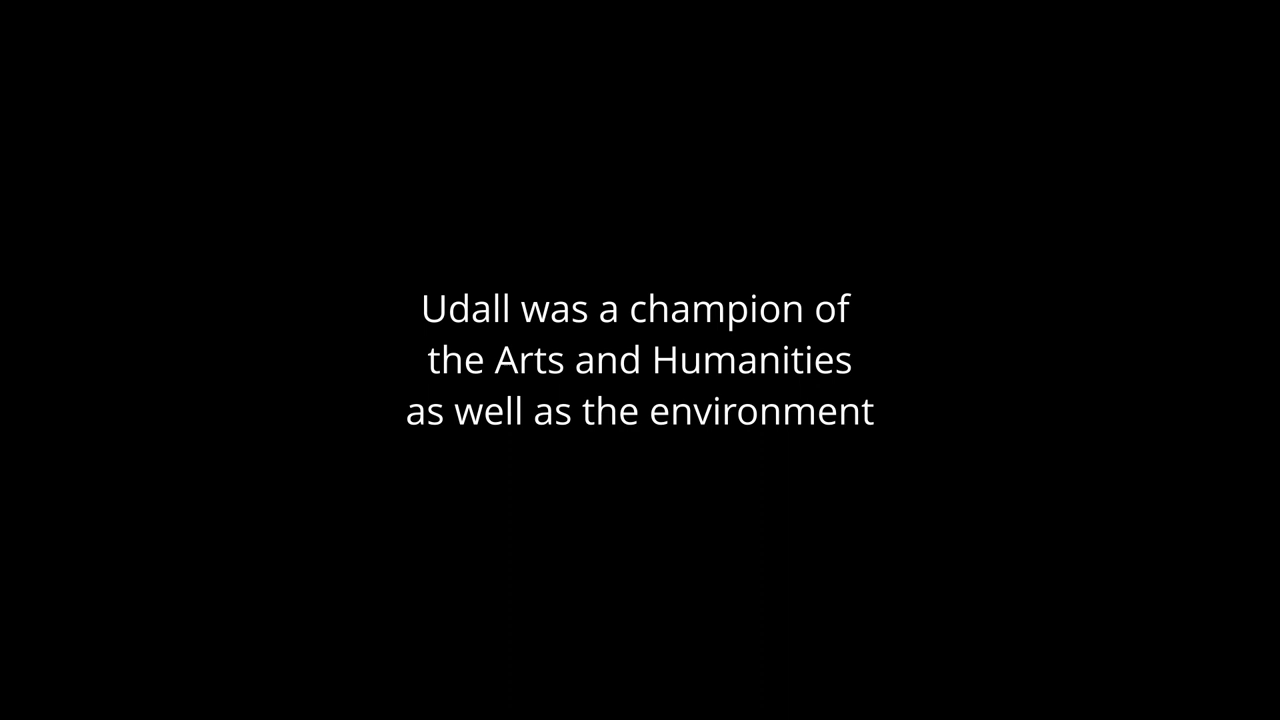 Udall was a champion of
the Arts and Humanities
as well as the environment